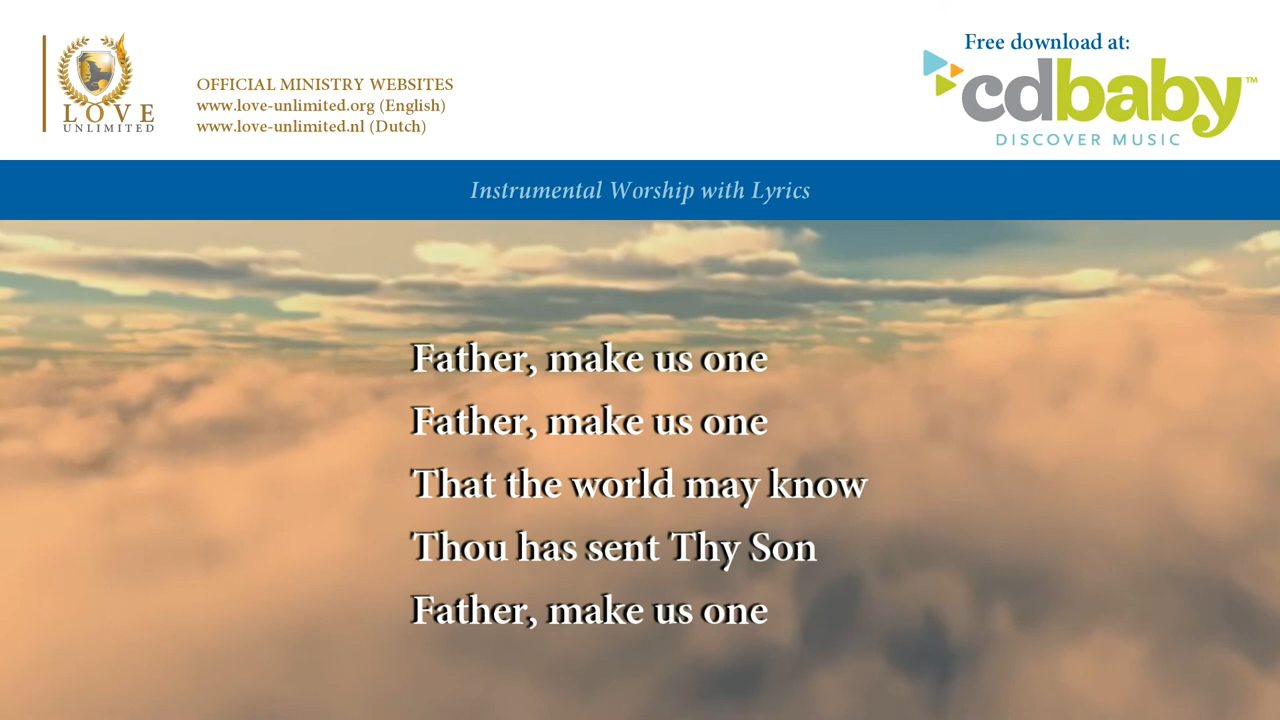 LOVE
UNLIMITED
OFFICIAL MINISTRY WEBSITES
www.love-unlimited.org (English)
www.love-unlimited.nl (Dutch)
Free download at:
cdbaby™
DISCOVER MUSIC
Instrumental Worship with Lyrics
Father, make us one
Father, make us one
That the world may know
Thou has sent Thy Son
Father, make us one